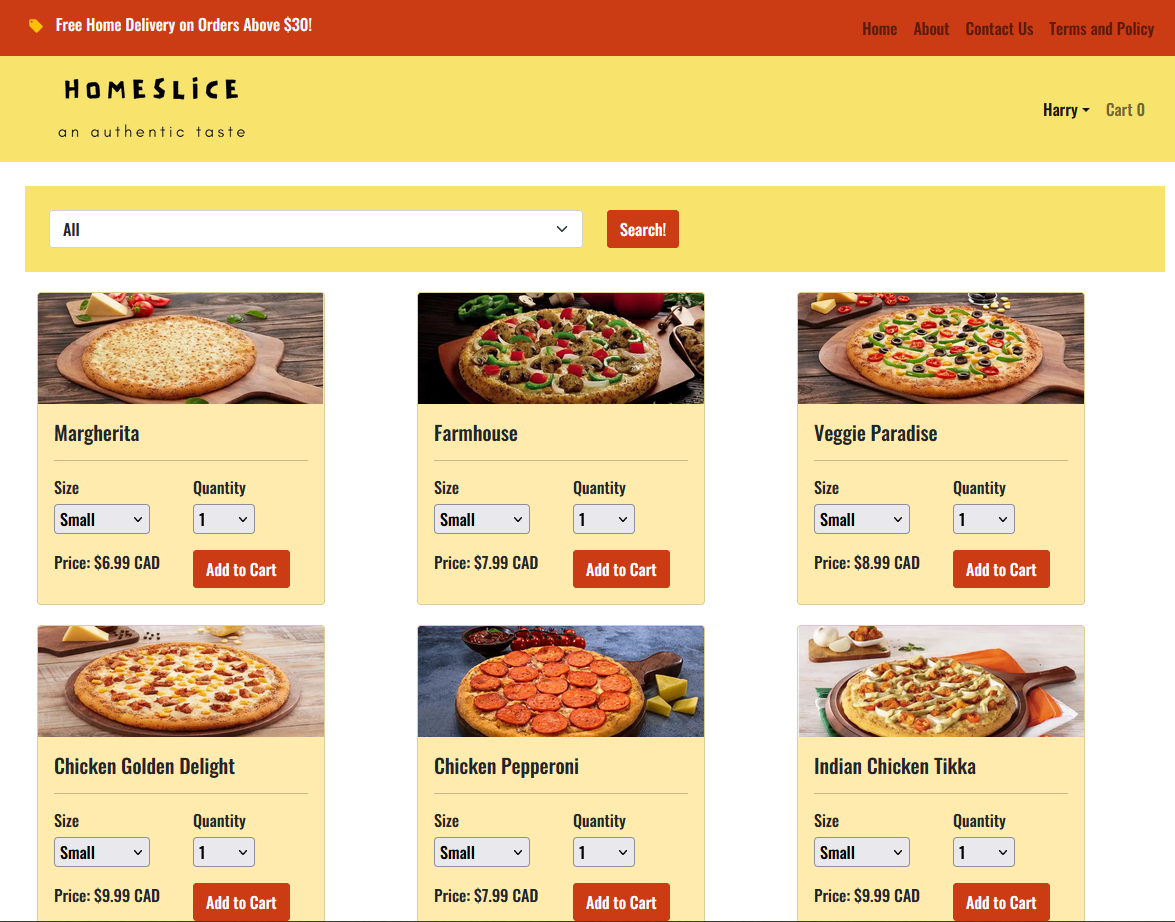 Free Home Delivery on Orders Above $30!
Home About Contact Us Terms and Policy
HOMESLiCE
an authentic taste
Harry Cart 0
All Search!
Margherita
Size Quantity
Small 1
Price: $6.99 CAD Add to Cart
Farmhouse
Size Quantity
Small 1
Price: $7.99 CAD Add to Cart
Veggie Paradise
Size Quantity
Small 1
Price: $8.99 CAD Add to Cart
Chicken Golden Delight
Size Quantity
Small 1
Price: $9.99 CAD Add to Cart
Chicken Pepperoni
Size Quantity
Small 1
Price: $7.99 CAD Add to Cart
Indian Chicken Tikka
Size Quantity
Small 1
Price: $9.99 CAD Add to Cart